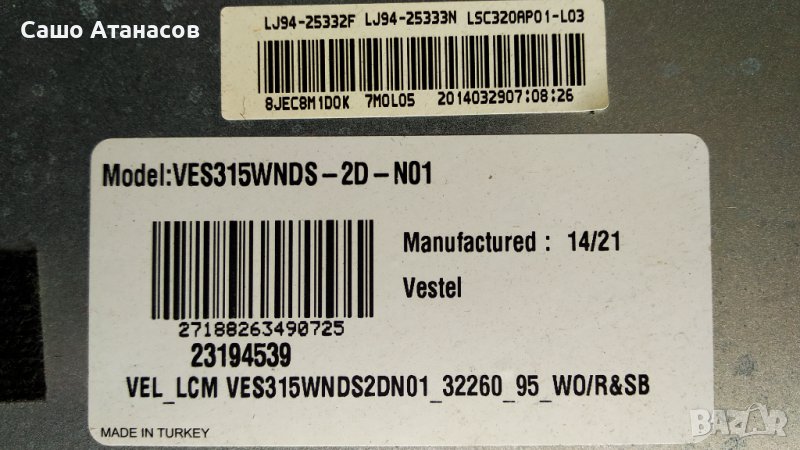 Сашо Атанасов
LJ94-25332F LJ94-25333N LSC320AP01-L03
8JEC8M1D0K 7M0L05 2014032907:08:26
Model:VES315WNDS-2D-N01
Manufactured : 14/21
Vestel
27188263490725
23194539
VEL_LCM VES315WNDS2DN01_32260_95_WO/R&SB
MADE IN TURKEY
BAZAR